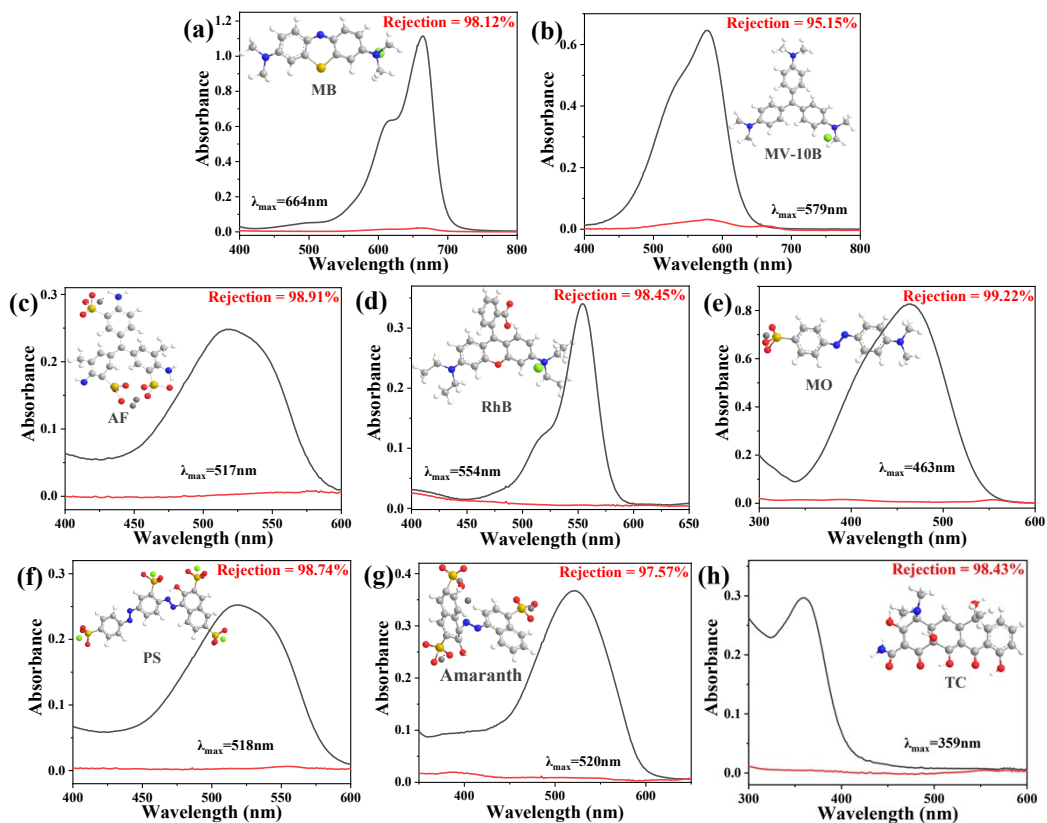 (a)
Rejection = 98.12%
MB
λmax=664nm
Absorbance
1.2
1.0
0.8
0.6
0.4
0.2
0.0
400 500 600 700 800
Wavelength (nm)
(b)
Rejection = 95.15%
MV-10B
λmax=579nm
Absorbance
0.6
0.4
0.2
0.0
400 500 600 700 800
Wavelength (nm)
(c)
Rejection = 98.91%
AF
λmax=517nm
Absorbance
0.3
0.2
0.1
0.0
400 450 500 550 600
Wavelength (nm)
(d)
Rejection = 98.45%
RhB
λmax=554nm
Absorbance
0.3
0.2
0.1
0.0
400 450 500 550 600 650
Wavelength (nm)
(e)
Rejection = 99.22%
MO
λmax=463nm
Absorbance
0.8
0.6
0.4
0.2
0.0
300 400 500 600
Wavelength (nm)
(f)
Rejection = 98.74%
PS
λmax=518nm
Absorbance
0.3
0.2
0.1
0.0
400 450 500 550 600
Wavelength (nm)
(g)
Rejection = 97.57%
Amaranth
λmax=520nm
Absorbance
0.4
0.3
0.2
0.1
0.0
400 500 600
Wavelength (nm)
(h)
Rejection = 98.43%
TC
λmax=359nm
Absorbance
0.3
0.2
0.1
0.0
300 400 500 600
Wavelength (nm)